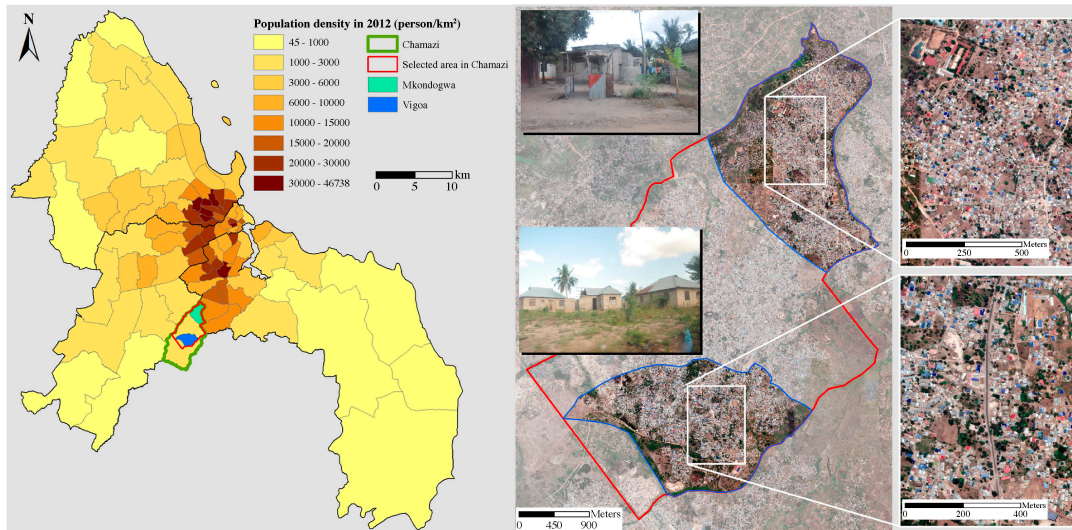 N
Population density in 2012 (person/km²)
45 - 1000
1000 - 3000
3000 - 6000
6000 - 10000
10000 - 15000
15000 - 20000
20000 - 30000
30000 - 46738
Chamazi
Selected area in Chamazi
Mkondogwa
Vigoa
km
0 5 10
Meters
0 450 900
Meters
0 250 500
Meters
0 200 400